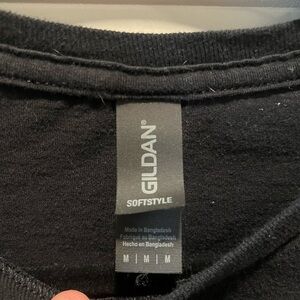 GILDAN®
SOFTSTYLE
Made in Bangladesh
Fabriqué au Bangladesh
Hecho en Bangladesh
M | M | M